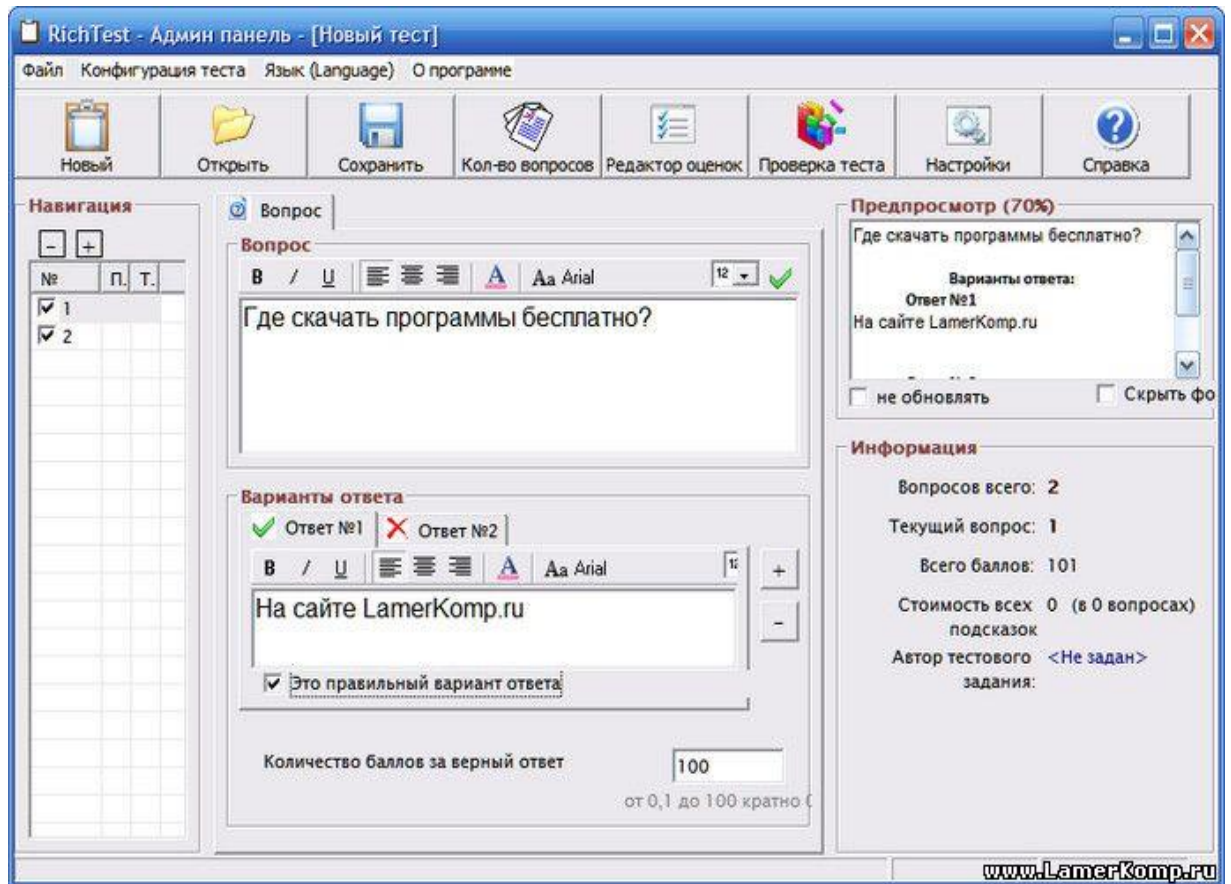 RichTest - Админ панель - [Новый тест]
Файл Конфигурация теста Язык (Language) О программе
Новый Открыть Сохранить Кол-во вопросов Редактор оценок Проверка теста Настройки Справка
Навигация
- +
№ П. Т.
1
2
Вопрос
Вопрос
B / U Aa Arial 12
Где скачать программы бесплатно?
Варианты ответа
Ответ №1 Ответ №2
B / U Aa Arial
На сайте LamerKomp.ru
+
-
Это правильный вариант ответа
Количество баллов за верный ответ 100
от 0,1 до 100 кратно
Предпросмотр (70%)
Где скачать программы бесплатно?
Варианты ответа:
Ответ №1
На сайте LamerKomp.ru
не обновлять Скрыть фо
Информация
Вопросов всего: 2
Текущий вопрос: 1
Всего баллов: 101
Стоимость всех 0 (в 0 вопросах)
подсказок
Автор тестового <Не задан>
задания:
www.LamerKomp.ru